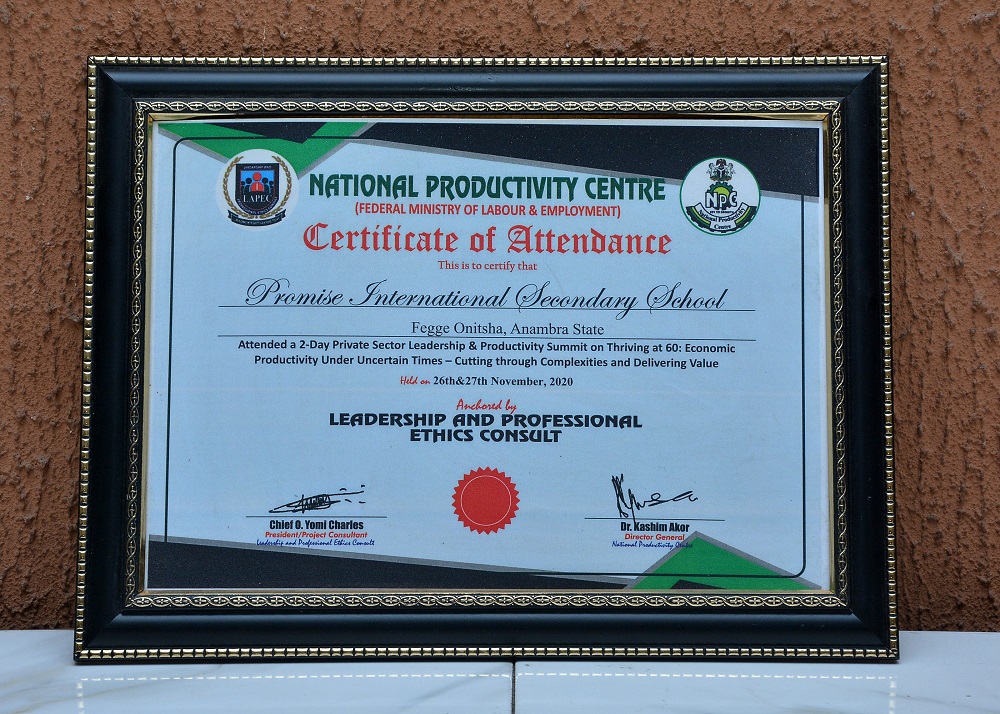 LAPEC
NATIONAL PRODUCTIVITY CENTRE
(FEDERAL MINISTRY OF LABOUR & EMPLOYMENT)
NPC
National Productivity
Centre
Certificate of Attendance
This is to certify that
Promise International Secondary School
Fegge Onitsha, Anambra State
Attended a 2-Day Private Sector Leadership & Productivity Summit on Thriving at 60: Economic
Productivity Under Uncertain Times – Cutting through Complexities and Delivering Value
Held on 26th&27th November, 2020
Anchored by
LEADERSHIP AND PROFESSIONAL
ETHICS CONSULT
Chief O. Yomi Charles
President/Project Consultant
Leadership and Professional Ethics Consult
Dr. Kashim Akor
Director General
National Productivity Centre